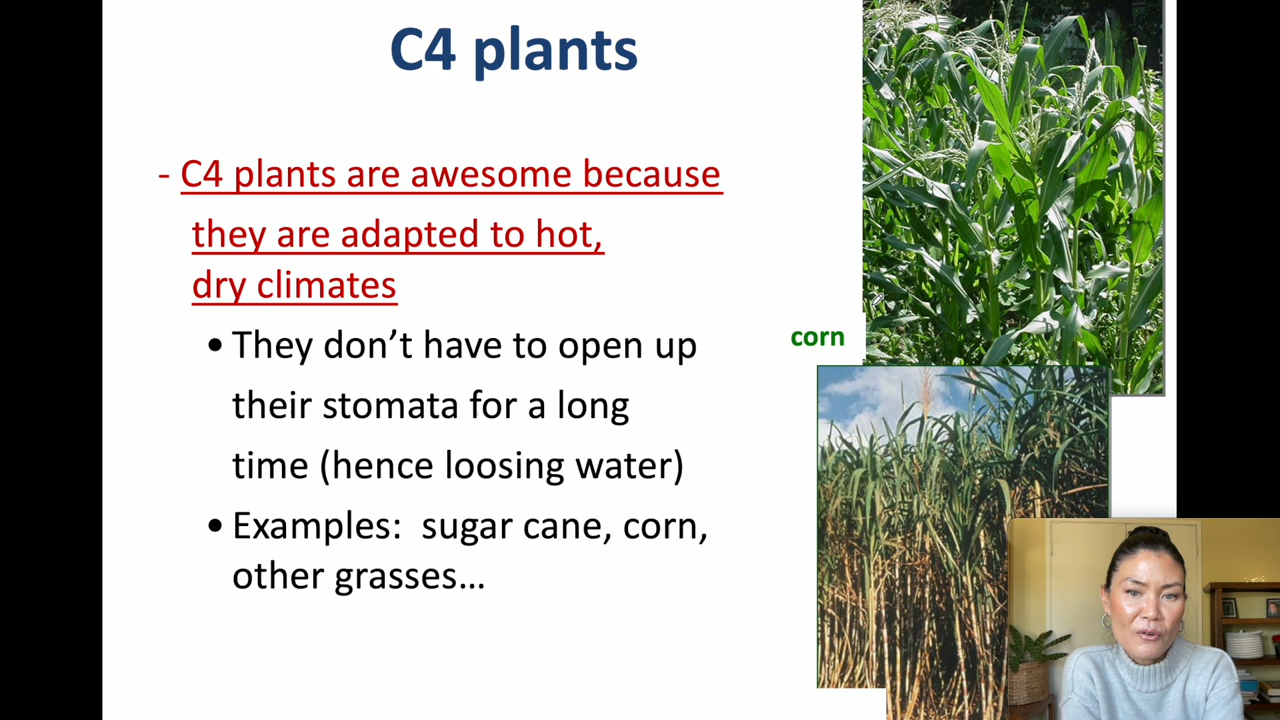 C4 plants
- C4 plants are awesome because
they are adapted to hot,
dry climates
• They don’t have to open up
their stomata for a long
time (hence loosing water)
• Examples:  sugar cane, corn,
other grasses…
corn